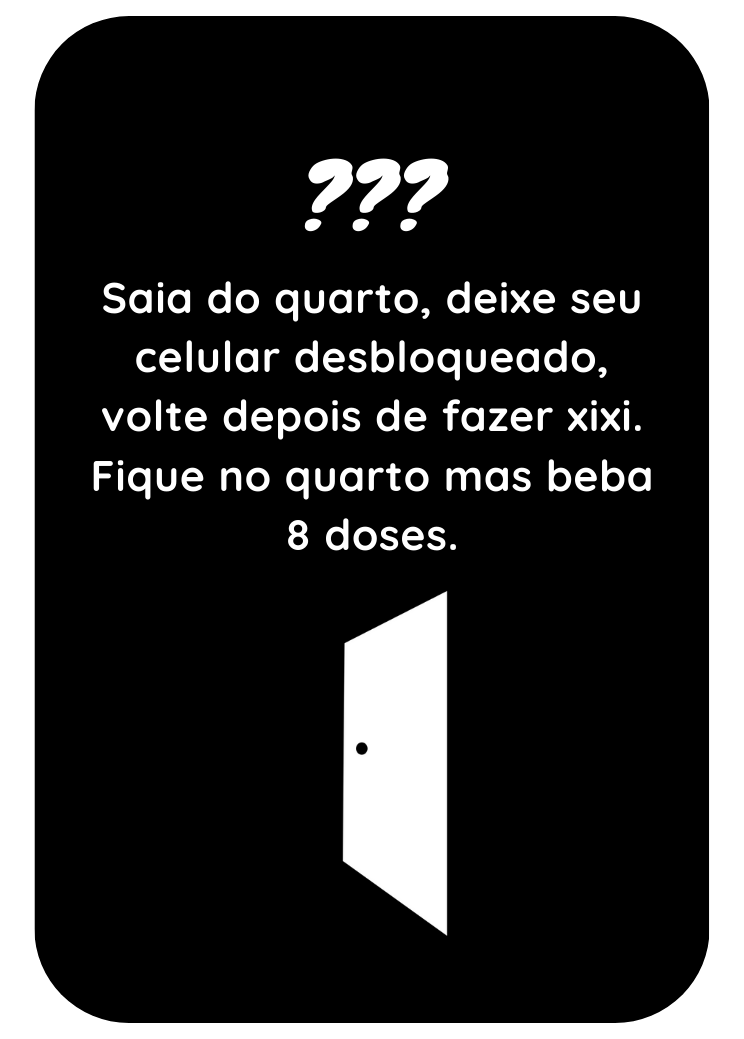 ???
Saia do quarto, deixe seu
celular desbloqueado,
volte depois de fazer xixi.
Fique no quarto mas beba
8 doses.